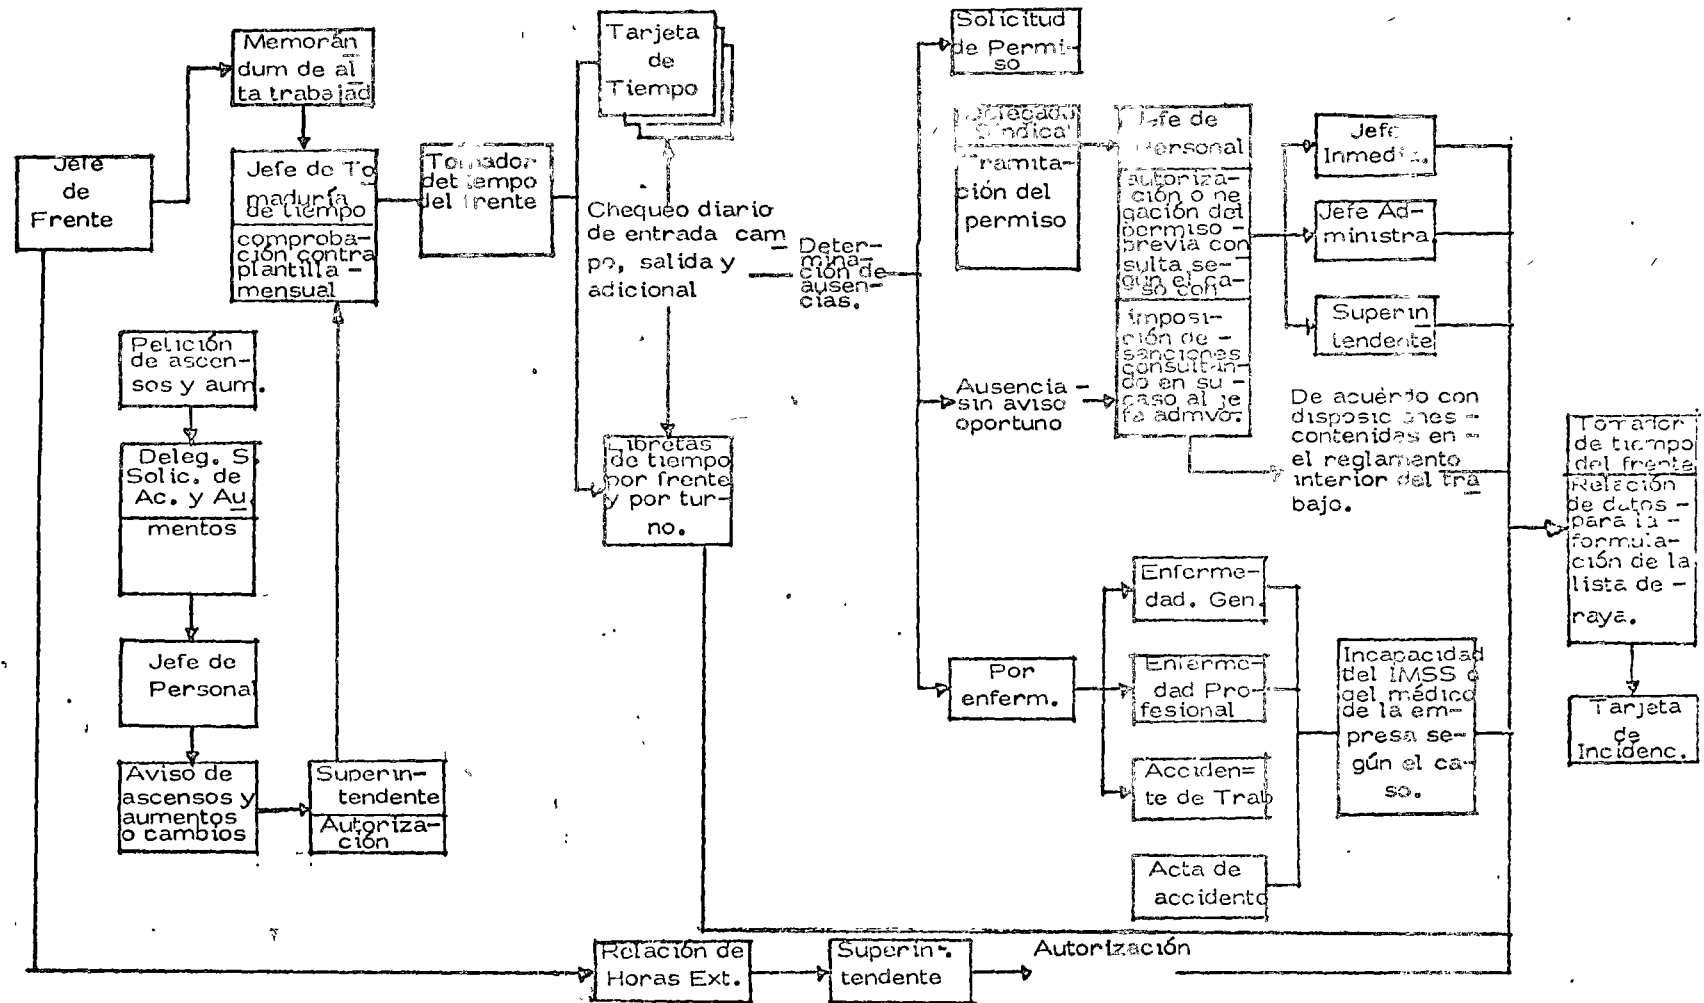 Jefe
de
Frente
Memorán
dum de al
ta trabajad
Jefe de To
maduría
de tiempo
comproba-
ción contra
plantilla -
mensual
Tomador
det iempo
del frente
Petición
de ascen-
sos y aum.
Deleg. S.
Solic. de
Ac. y Au
mentos
Jefe de
Personal
Aviso de
ascensos y
aumentos
o cambios
Superin-
tendente
Autoriza-
ción
Tarjeta
de
Tiempo
Chequeo diario
de entrada cam
po, salida y
adicional
Libretas
de tiempo
por frente
y por tur-
no.
Deter-
mina-
ción de
ausen-
cias.
Solicitud
de Permi-
so
Delegado
Sindical
Tramita-
ción del
permiso
Jefe de
Personal
autoriza-
ción o ne
gación del
permiso -
previa con
sulta se-
gún el ca-
so con
imposi-
ción de -
sanciones
consultan-
do en su -
caso al je
fe admvo.
Jefe
Inmedia.
Jefe Ad-
ministra.
Superin
tendente
Ausencia -
sin aviso
oportuno
De acuerdo con
disposiciones -
contenidas en -
el reglamento
interior del tra
bajo.
Por
enferm.
Enferme-
dad. Gen.
Enferme-
dad Pro-
fesional
Acciden=
te de Trab
Acta de
accidente
Incapacidad
del IMSS o
del médico
de la em-
presa se-
gún el ca-
so.
Tomador
de tiempo
del frente
Relación
de datos -
para la -
formula-
ción de la
lista de -
raya.
Tarjeta
de
Incidenc.
Relación de
Horas Ext.
Superin-
tendente
Autorización